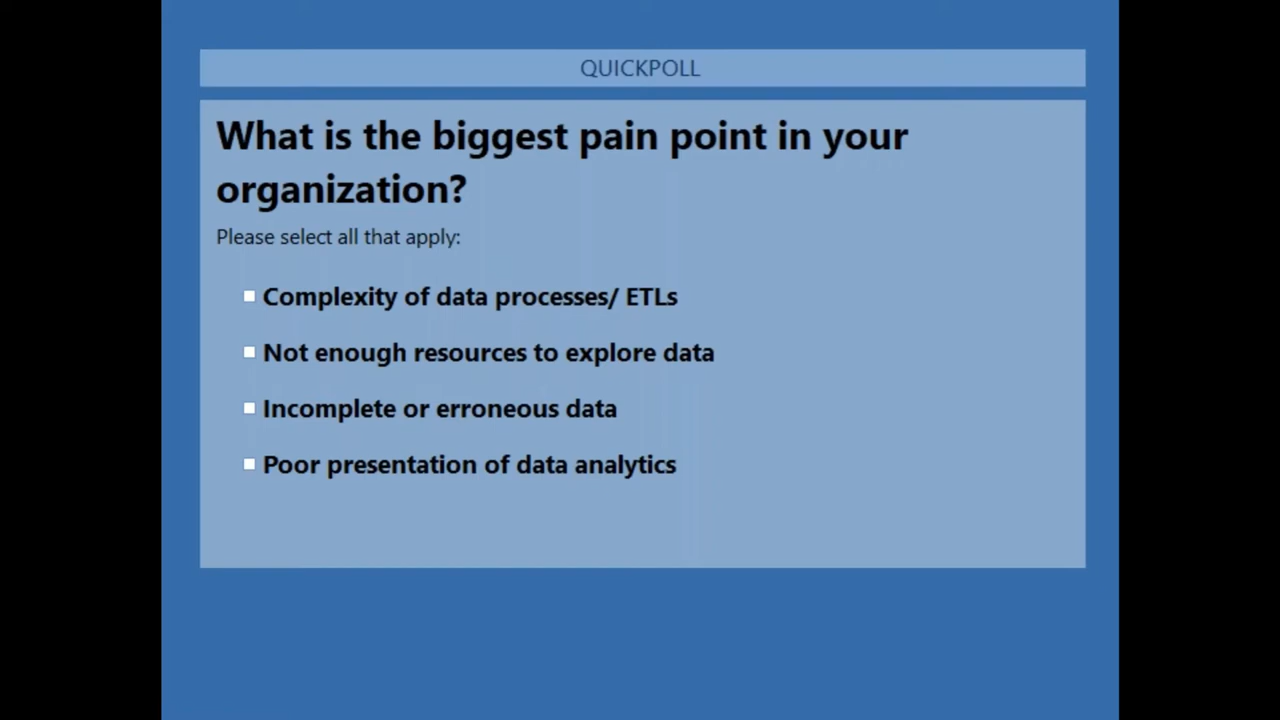 QUICKPOLL
What is the biggest pain point in your
organization?
Please select all that apply:
Complexity of data processes/ ETLs
Not enough resources to explore data
Incomplete or erroneous data
Poor presentation of data analytics